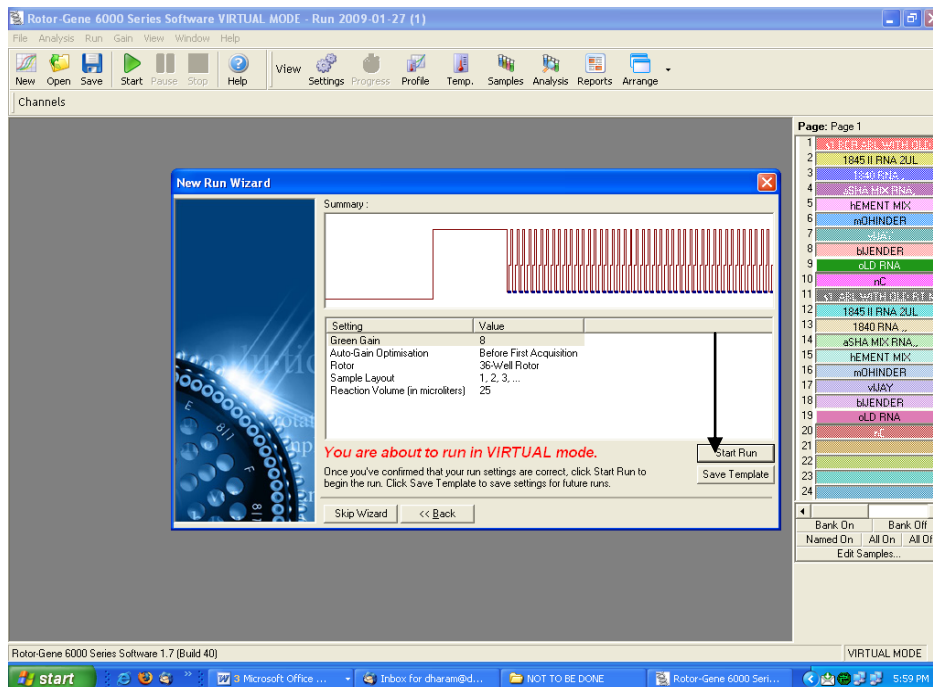 Rotor-Gene 6000 Series Software VIRTUAL MODE - Run 2009-01-27 (1)
File Analysis Run Gain View Window Help
New Open Save Start Pause Stop Help View Settings Progress Profile Temp. Samples Analysis Reports Arrange
Channels
Page: Page 1
1
2 1845 II RNA 2UL
3 1840 RNA ,,
4 aSHA MIX RNA,
5 hEMENT MIX
6 mOHINDER
7 vIJAY
8 bIJENDER
9 oLD RNA
10 nC
11
12 1845 II RNA 2UL
13 1840 RNA ,,
14 aSHA MIX RNA,,
15 hEMENT MIX
16 mOHINDER
17 vIJAY
18 bIJENDER
19 oLD RNA
20 nC
21
22
23
24
Bank On Bank Off
Named On All On All Of
Edit Samples...
New Run Wizard
Summary :
Setting Value
Green Gain 8
Auto-Gain Optimisation Before First Acquisition
Rotor 36-Well Rotor
Sample Layout 1, 2, 3, ...
Reaction Volume (in microliters) 25
You are about to run in VIRTUAL mode.
Once you've confirmed that your run settings are correct, click Start Run to
begin the run. Click Save Template to save settings for future runs.
Start Run
Save Template
Skip Wizard << Back
Rotor-Gene 6000 Series Software 1.7 (Build 40) VIRTUAL MODE
start 3 Microsoft Office ... Inbox for dharam@d... NOT TO BE DONE Rotor-Gene 6000 Seri... 5:59 PM